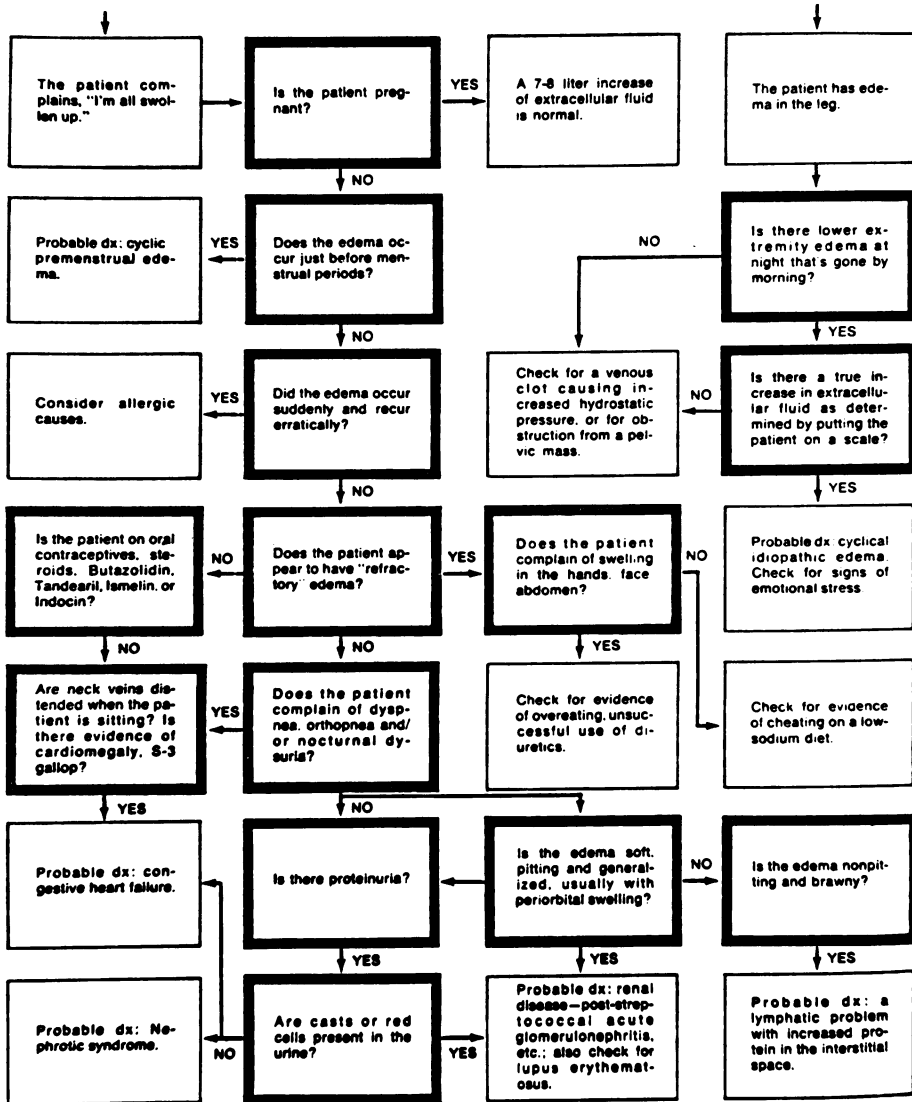 The patient com-
plains, "I'm all swol-
len up."
Is the patient preg-
nant?
YES
A 7-8 liter increase
of extracellular fluid
is normal.
The patient has ede-
ma in the leg.
NO
Probable dx: cyclic
premenstrual ede-
ma.
YES
Does the edema oc-
cur just before men-
strual periods?
NO
Is there lower ex-
tremity edema at
night that's gone by
morning?
NO
YES
Consider allergic
causes.
YES
Did the edema occur
suddenly and recur
erratically?
Check for a venous
clot causing in-
creased hydrostatic
pressure, or for ob-
struction from a pel-
vic mass.
NO
Is there a true in-
crease in extracellu-
lar fluid as deter-
mined by putting the
patient on a scale?
NO
YES
Is the patient on oral
contraceptives, ste-
roids, Butazolidin,
Tandearil, Ismelin, or
Indocin?
NO
Does the patient ap-
pear to have "refrac-
tory" edema?
YES
Does the patient
complain of swelling
in the hands, face
abdomen?
NO
Probable dx: cyclical
idiopathic edema.
Check for signs of
emotional stress
NO
NO
YES
Are neck veins dis-
tended when the pa-
tient is sitting? Is
there evidence of
cardiomegaly, S-3
gallop?
YES
Does the patient
complain of dysp-
nea, orthopnea and/
or nocturnal dy-
suria?
Check for evidence
of overeating, unsuc-
cessful use of di-
uretics.
Check for evidence
of cheating on a low-
sodium diet.
YES
NO
Probable dx: con-
gestive heart failure.
Is there proteinuria?
Is the edema soft,
pitting and general-
ized, usually with
periorbital swelling?
NO
Is the edema nonpit-
ting and brawny?
YES
YES
YES
Probable dx: Ne-
phrotic syndrome.
NO
Are casts or red
cells present in the
urine?
YES
Probable dx: renal
disease—post-strep-
tococcal acute
glomerulonephritis,
etc.; also check for
lupus erythemat-
osus.
Probable dx: a
lymphatic problem
with increased pro-
tein in the interstitial
space.